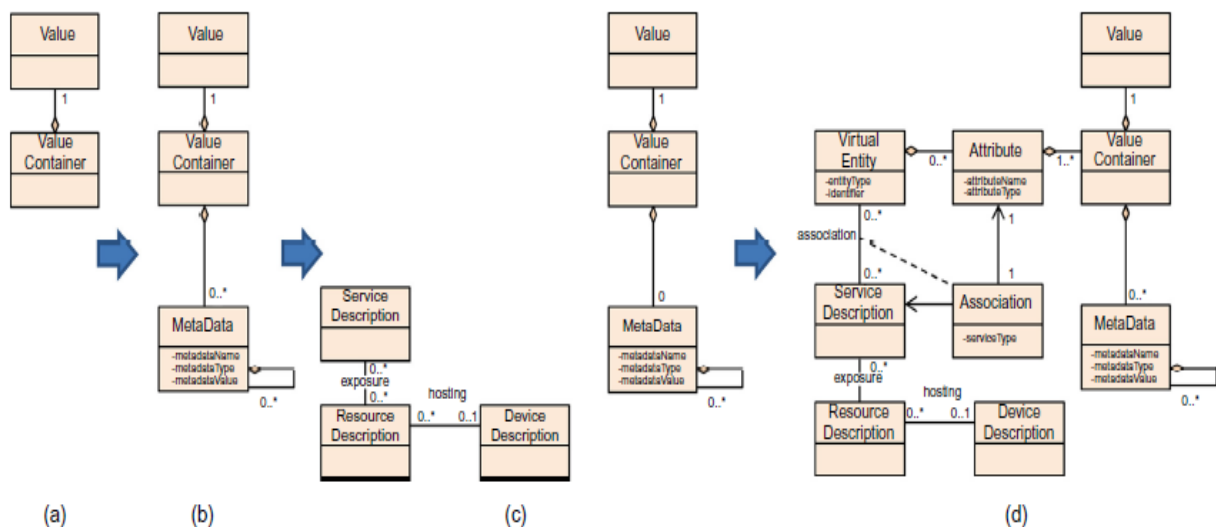 Value
1
Value
Container
(a)
Value
1
Value
Container
0..*
MetaData
-metadataName
-metadataType
-metadataValue
0..*
(b)
Service
Description
0..*
exposure
0..*
Resource
Description
hosting
0..*
0..1
Device
Description
Value
1
Value
Container
0
MetaData
-metadataName
-metadataType
-metadataValue
0..*
(c)
Value
1
Virtual
Entity
-entityType
-identifier
0..*
Attribute
-attributeName
-attributeType
1..*
Value
Container
0..*
association
0..*
1
1
Service
Description
Association
-serviceType
0..*
MetaData
-metadataName
-metadataType
-metadataValue
0..*
0..*
exposure
0..*
Resource
Description
hosting
0..*
0..1
Device
Description
(d)